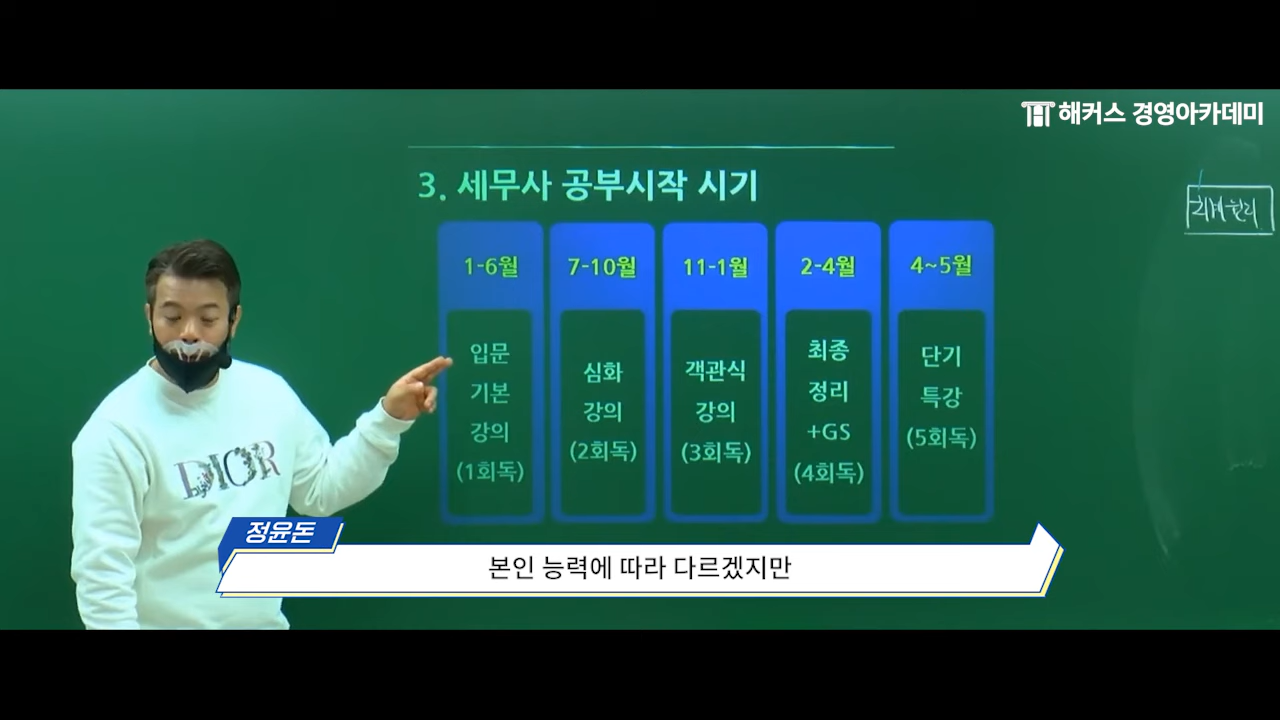 해커스 경영아카데미
3. 세무사 공부시작 시기
회계원리
1-6월
7-10월
11-1월
2-4월
4~5월
입문
기본
강의
(1회독)
심화
강의
(2회독)
객관식
강의
(3회독)
최종
정리
+GS
(4회독)
단기
특강
(5회독)
DIOR
정윤돈
본인 능력에 따라 다르겠지만